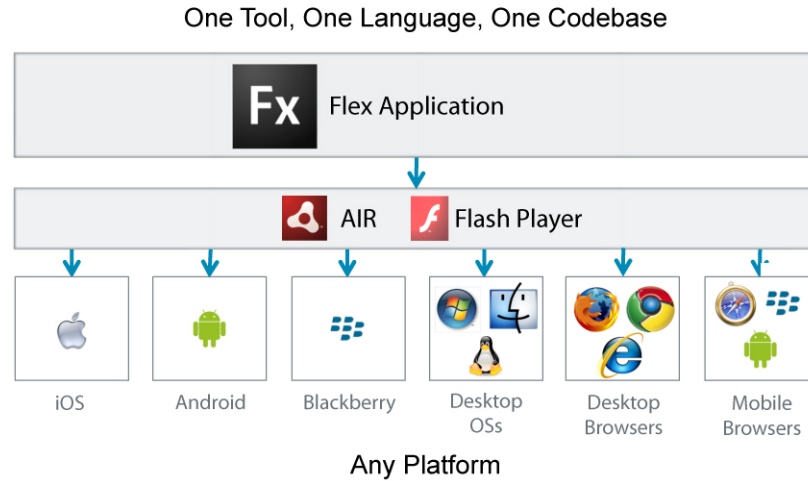 One Tool, One Language, One Codebase
Fx Flex Application
AIR Flash Player
iOS
Android
Blackberry
Desktop
OSs
Desktop
Browsers
Mobile
Browsers
Any Platform